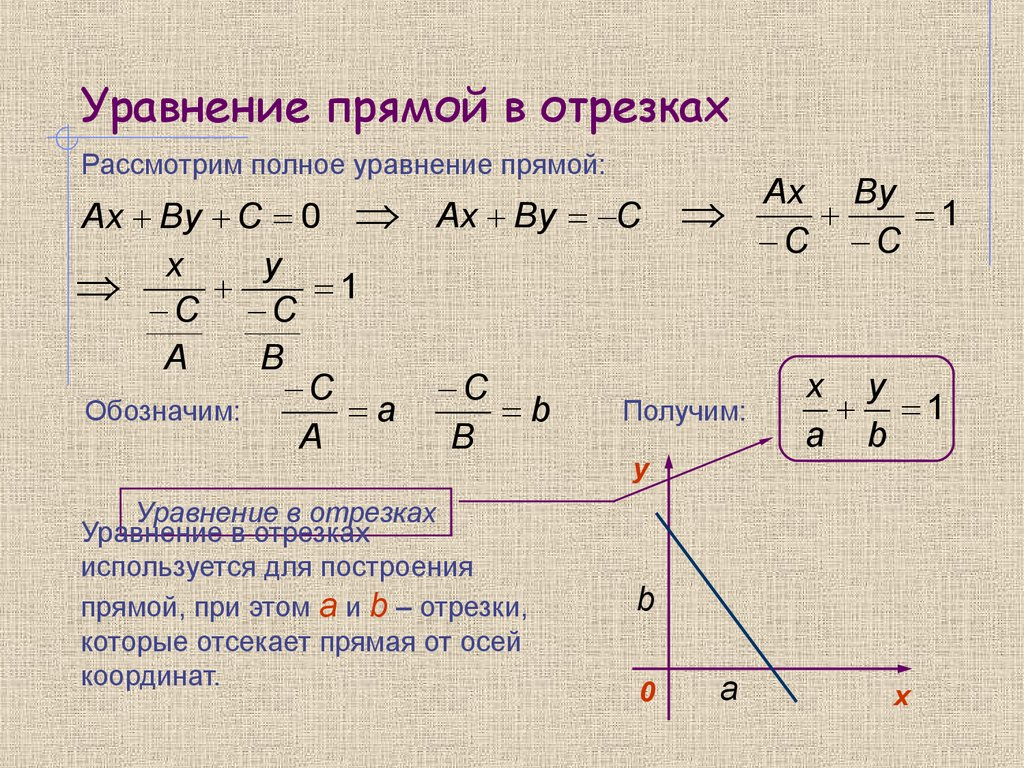 Уравнение прямой в отрезках
Рассмотрим полное уравнение прямой:
Ax + By + C = 0 ⇒ Ax + By = −C ⇒ Ax/−C + By/−C = 1
⇒ x/(−C/A) + y/(−C/B) = 1
Обозначим: −C/A = a −C/B = b Получим: x/a + y/b = 1
Уравнение в отрезках
Уравнение в отрезках
используется для построения
прямой, при этом a и b – отрезки,
которые отсекает прямая от осей
координат.
y
b
0
a
x